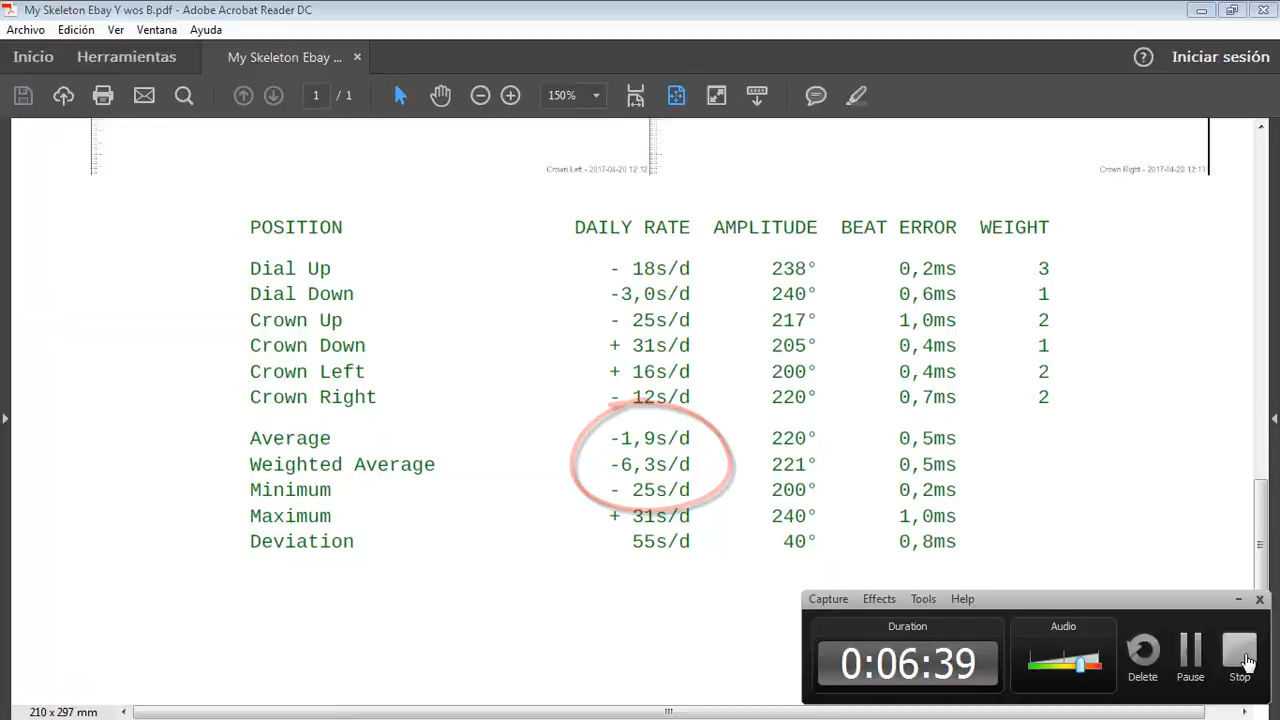 My Skeleton Ebay Y wos B.pdf - Adobe Acrobat Reader DC
Archivo Edición Ver Ventana Ayuda
Inicio Herramientas My Skeleton Ebay ... × ? Iniciar sesión
1 / 1 150%
Crown Left - 2017-04-20 12:12 Crown Right - 2017-04-20 12:13
POSITION DAILY RATE AMPLITUDE BEAT ERROR WEIGHT
Dial Up - 18s/d 238° 0,2ms 3
Dial Down -3,0s/d 240° 0,6ms 1
Crown Up - 25s/d 217° 1,0ms 2
Crown Down + 31s/d 205° 0,4ms 1
Crown Left + 16s/d 200° 0,4ms 2
Crown Right - 12s/d 220° 0,7ms 2
Average -1,9s/d 220° 0,5ms
Weighted Average -6,3s/d 221° 0,5ms
Minimum - 25s/d 200° 0,2ms
Maximum + 31s/d 240° 1,0ms
Deviation 55s/d 40° 0,8ms
Capture Effects Tools Help
Duration Audio
0:06:39
Delete Pause Stop
210 x 297 mm